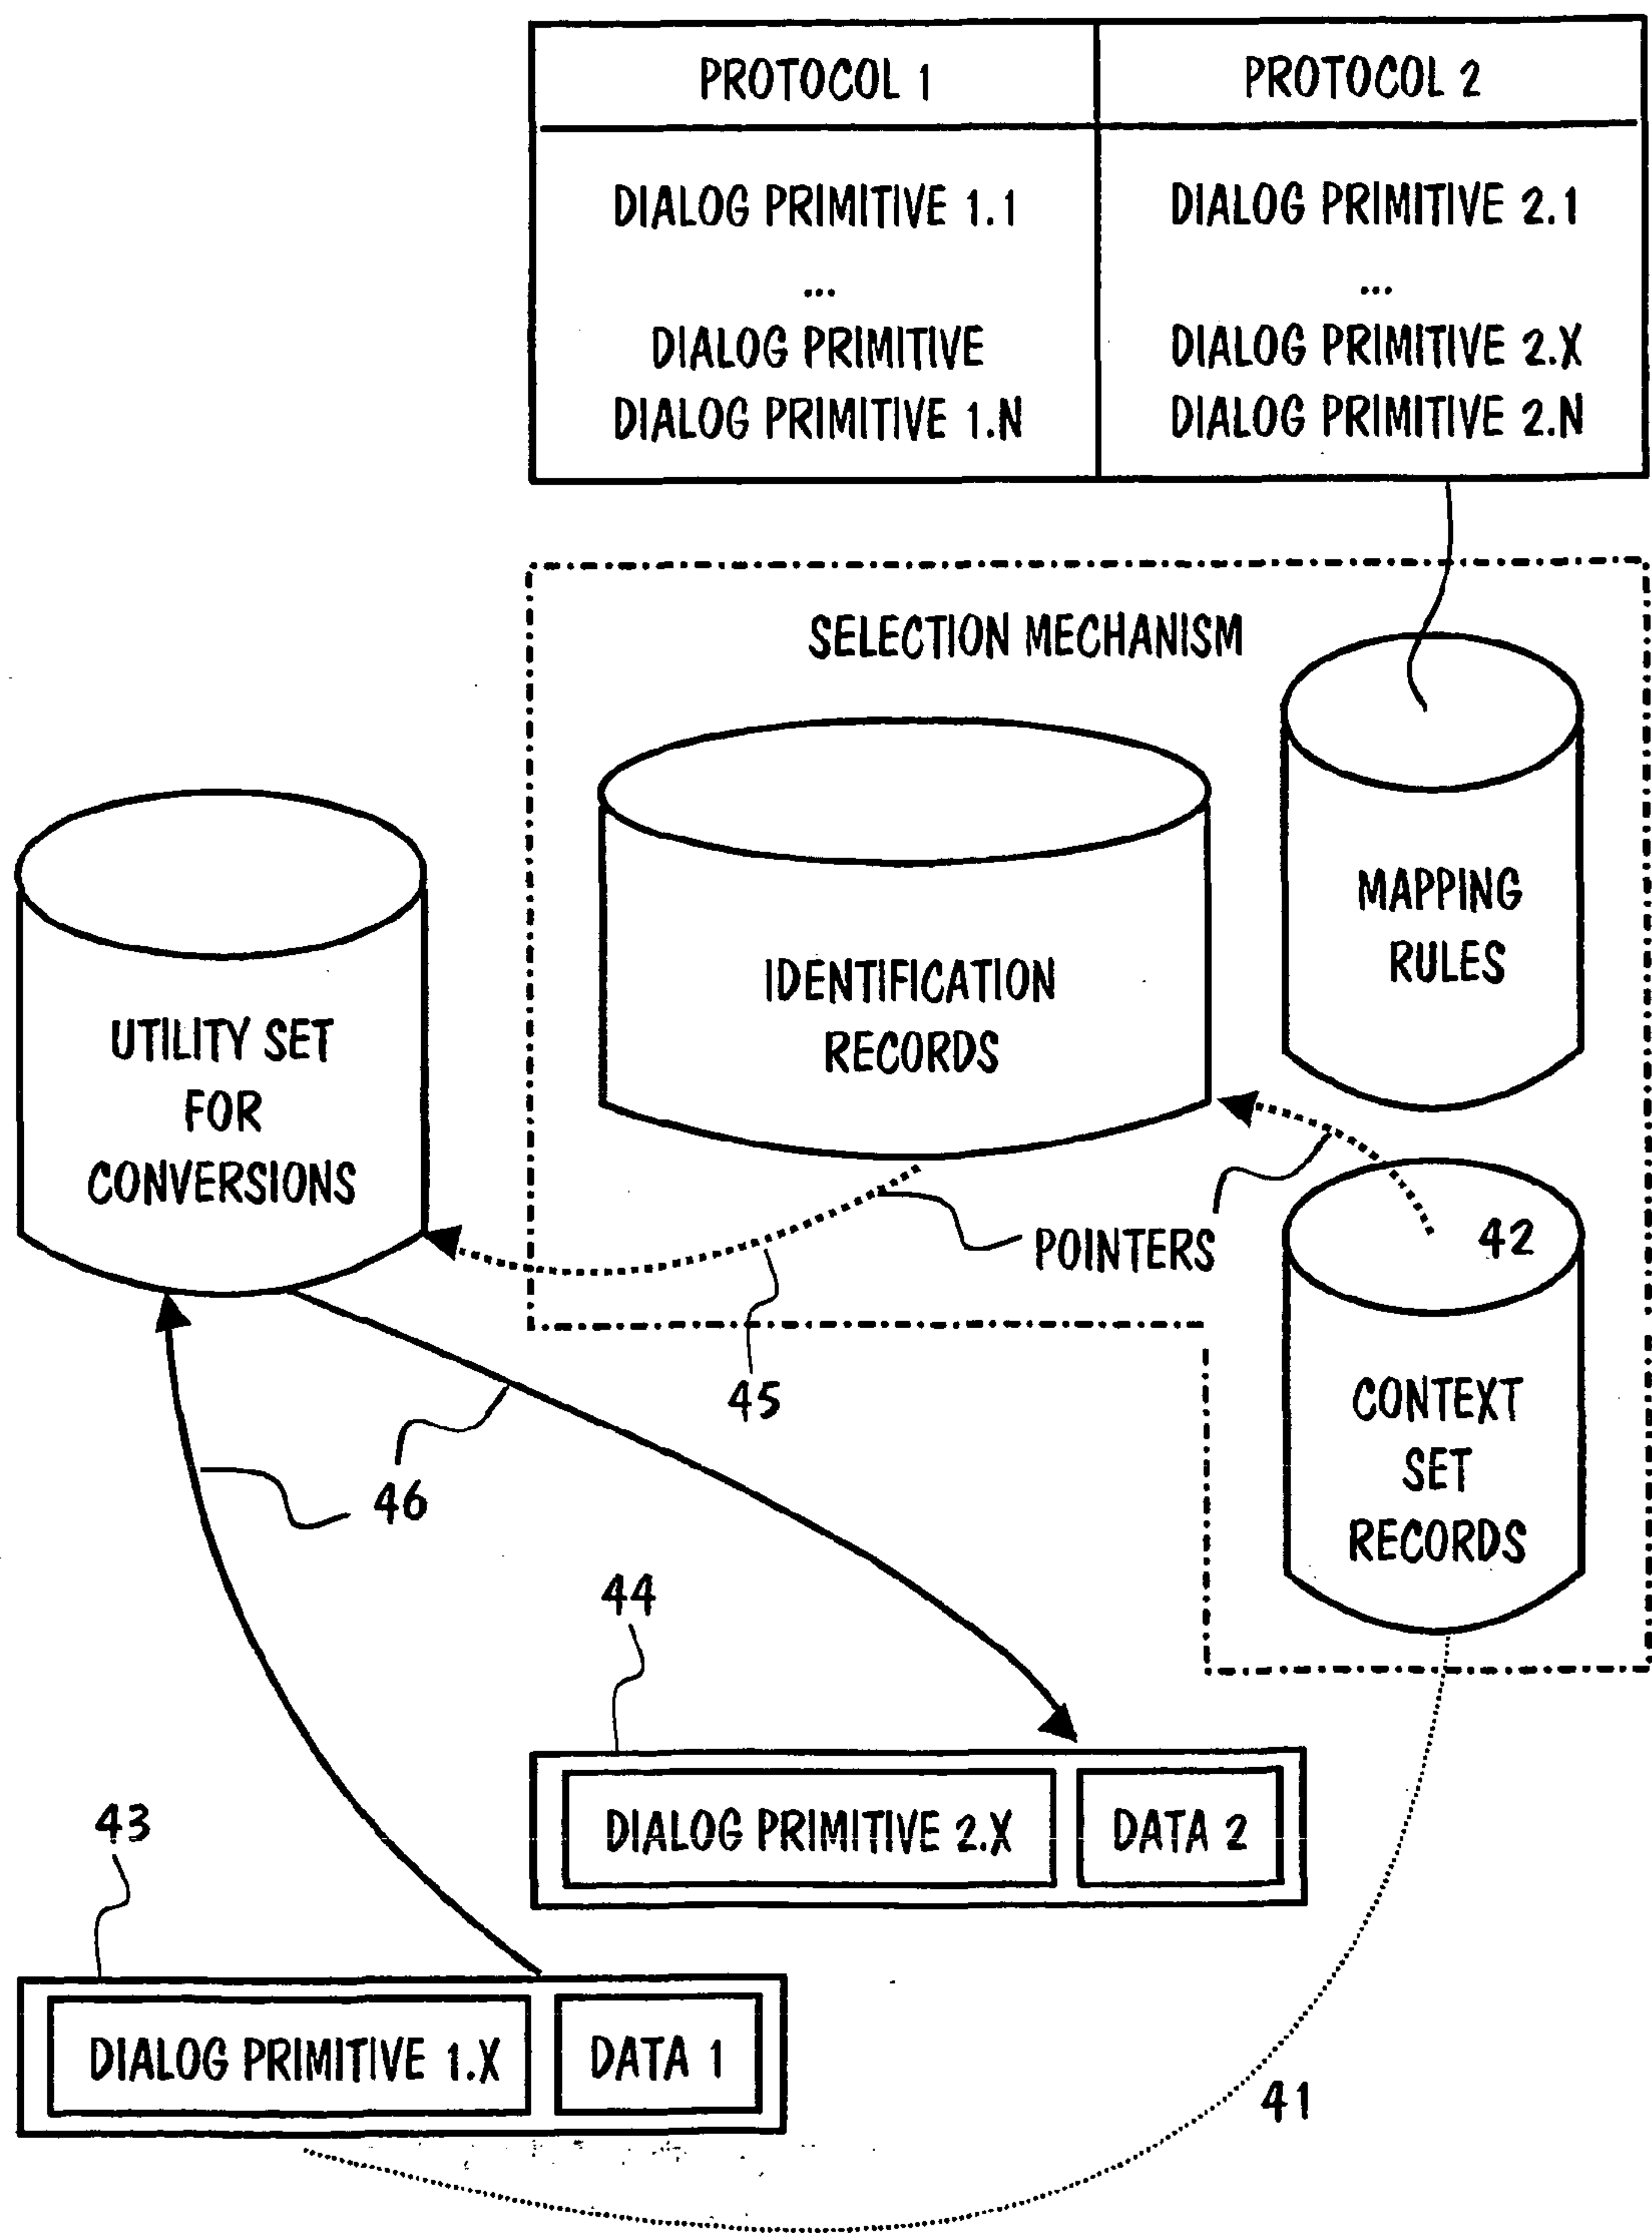 PROTOCOL 1
PROTOCOL 2
DIALOG PRIMITIVE 1.1
...
DIALOG PRIMITIVE
DIALOG PRIMITIVE 1.N
DIALOG PRIMITIVE 2.1
...
DIALOG PRIMITIVE 2.X
DIALOG PRIMITIVE 2.N
SELECTION MECHANISM
MAPPING
RULES
IDENTIFICATION
RECORDS
UTILITY SET
FOR
CONVERSIONS
POINTERS
42
45
CONTEXT
SET
RECORDS
46
44
DIALOG PRIMITIVE 2.X
DATA 2
43
DIALOG PRIMITIVE 1.X
DATA 1
41